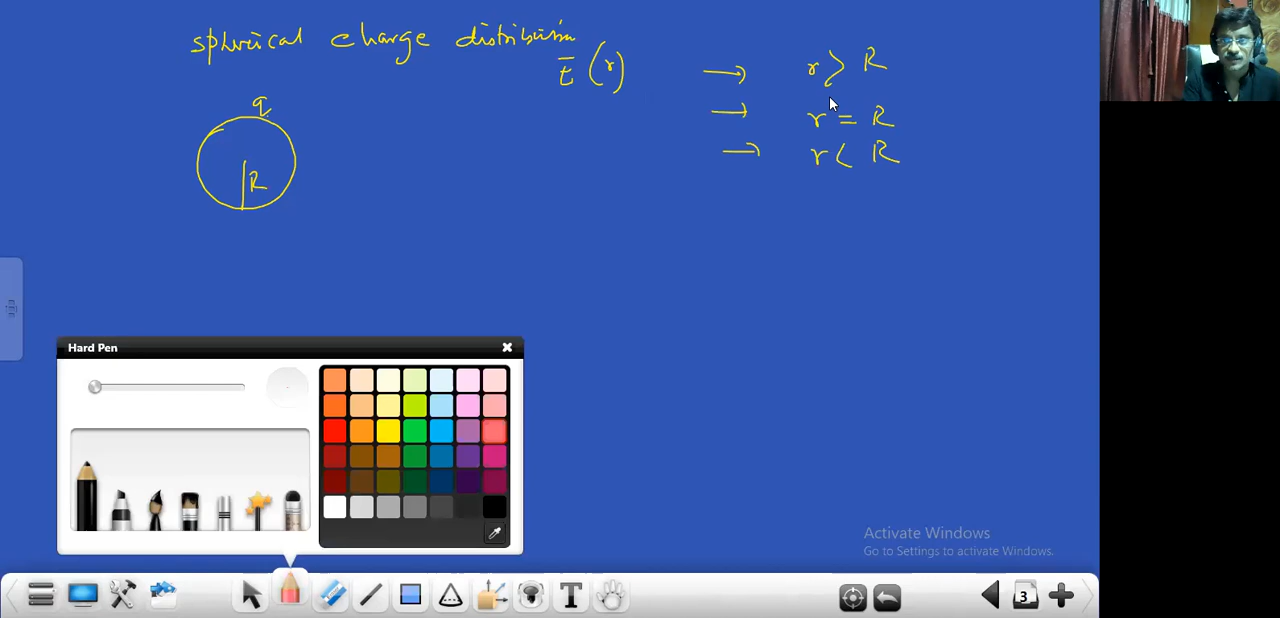 spherical charge distribution
Ē (r) → r > R
→ r = R
→ r < R
q
R
Hard Pen
Activate Windows
Go to Settings to activate Windows.
T
3